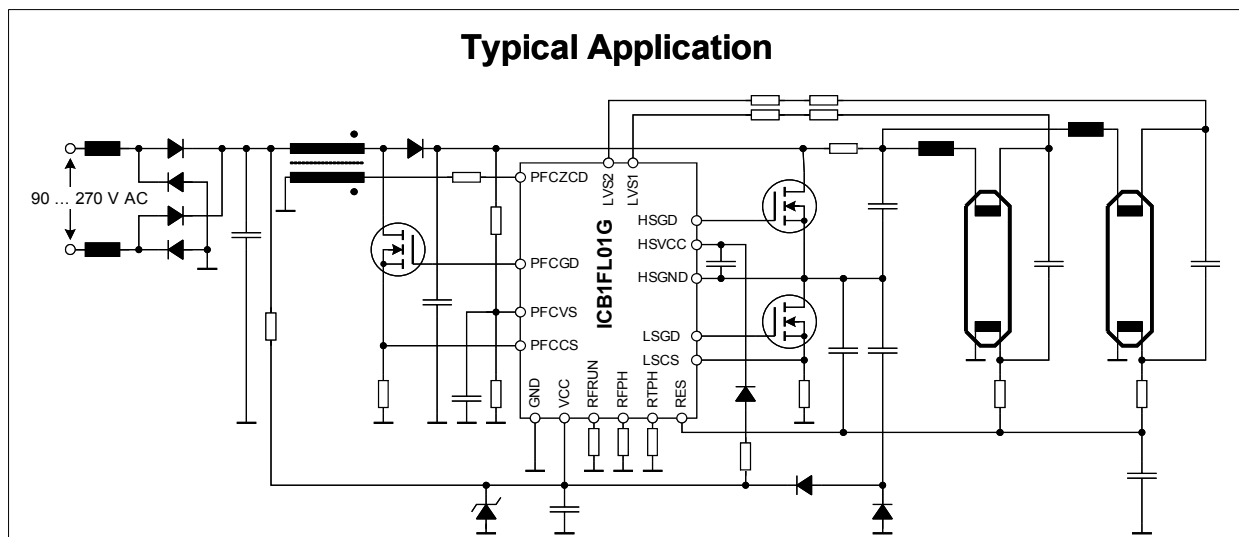 Typical Application
90 ... 270 V AC
PFCZCD
LVS2
LVS1
HSGD
HSVCC
PFCGD
HSGND
ICB1FL01G
PFCVS
LSGD
PFCCS
LSCS
GND
VCC
RFRUN
RFPH
RTPH
RES